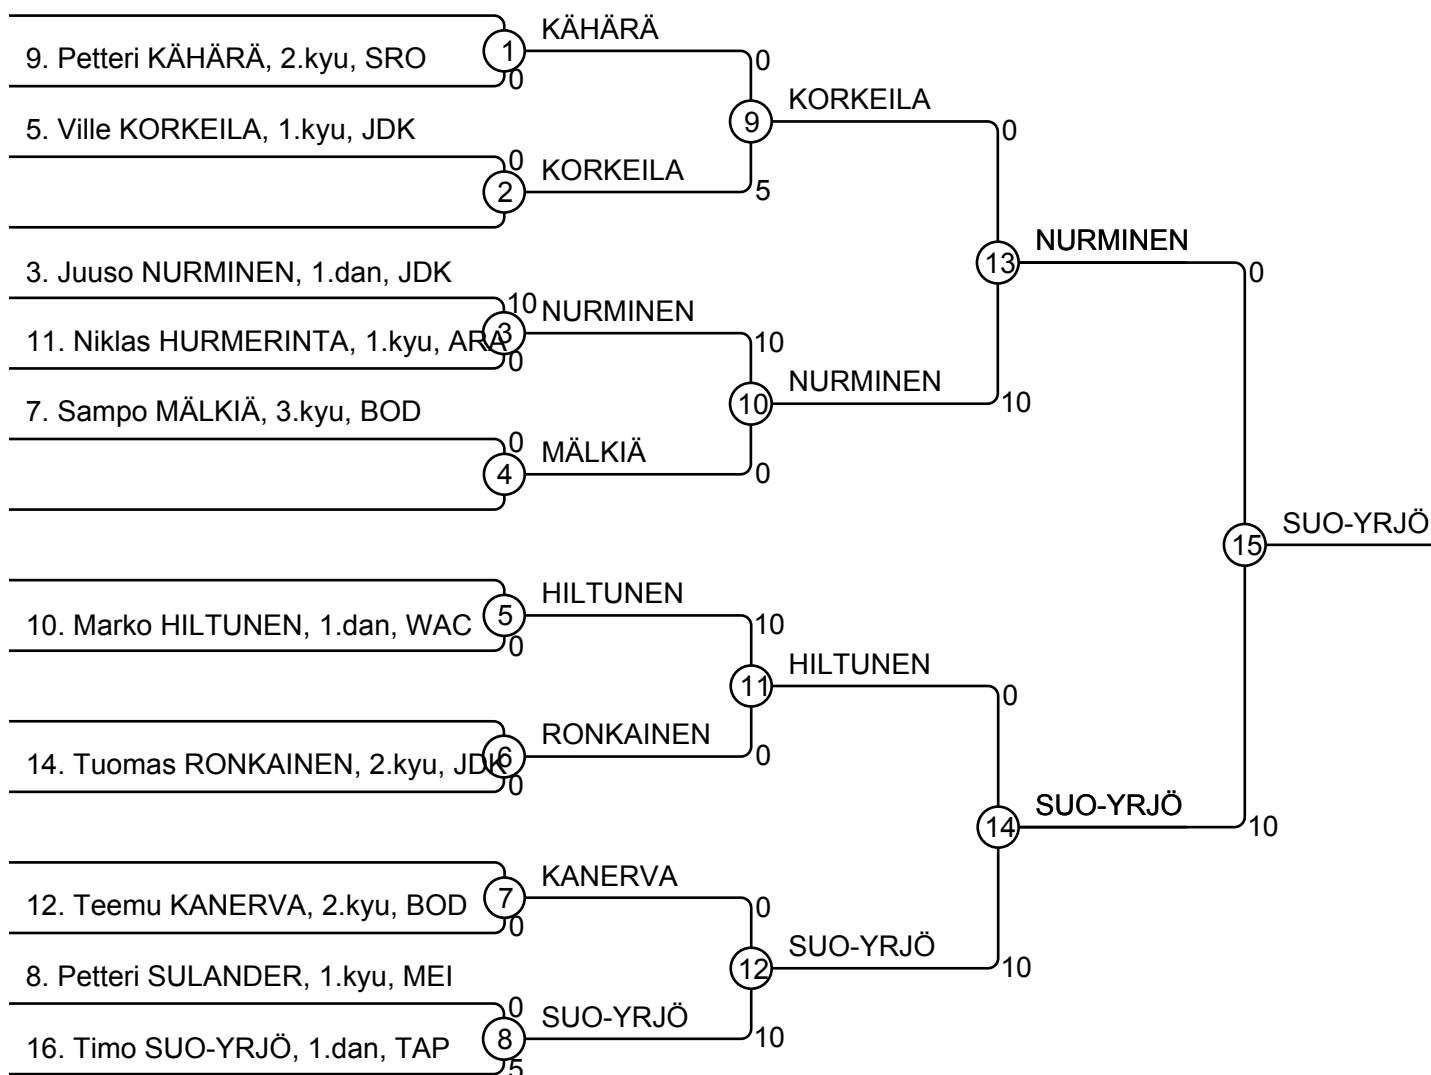 KÄHÄRÄ
9. Petteri KÄHÄRÄ, 2.kyu, SRO
1
0
0
KORKEILA
5. Ville KORKEILA, 1.kyu, JDK
9
0
0
KORKEILA
2
5
NURMINEN
3. Juuso NURMINEN, 1.dan, JDK
13
0
10
NURMINEN
11. Niklas HURMERINTA, 1.kyu, ARA
3
0
10
NURMINEN
7. Sampo MÄLKIÄ, 3.kyu, BOD
10
10
0
MÄLKIÄ
4
0
SUO-YRJÖ
15
HILTUNEN
10. Marko HILTUNEN, 1.dan, WAC
5
0
10
HILTUNEN
11
0
RONKAINEN
14. Tuomas RONKAINEN, 2.kyu, JDK
6
0
0
SUO-YRJÖ
14
10
KANERVA
12. Teemu KANERVA, 2.kyu, BOD
7
0
0
SUO-YRJÖ
8. Petteri SULANDER, 1.kyu, MEI
12
10
0
SUO-YRJÖ
16. Timo SUO-YRJÖ, 1.dan, TAP
8
10
5